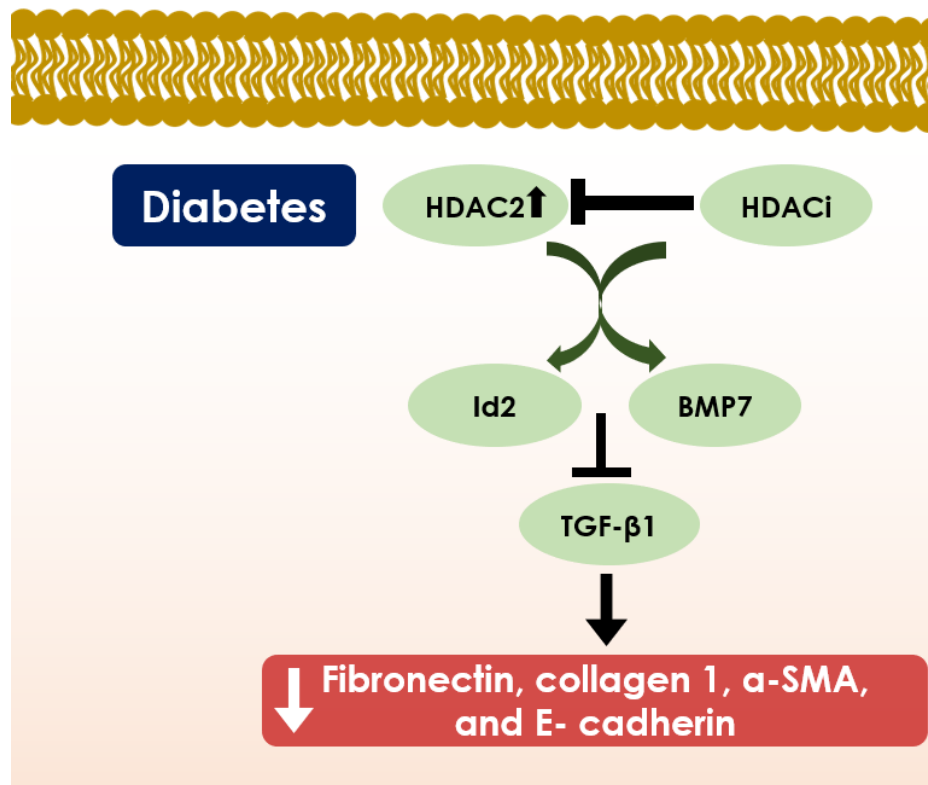 Diabetes
HDAC2
HDACi
Id2
BMP7
TGF-β1
Fibronectin, collagen 1, α-SMA,
and E- cadherin